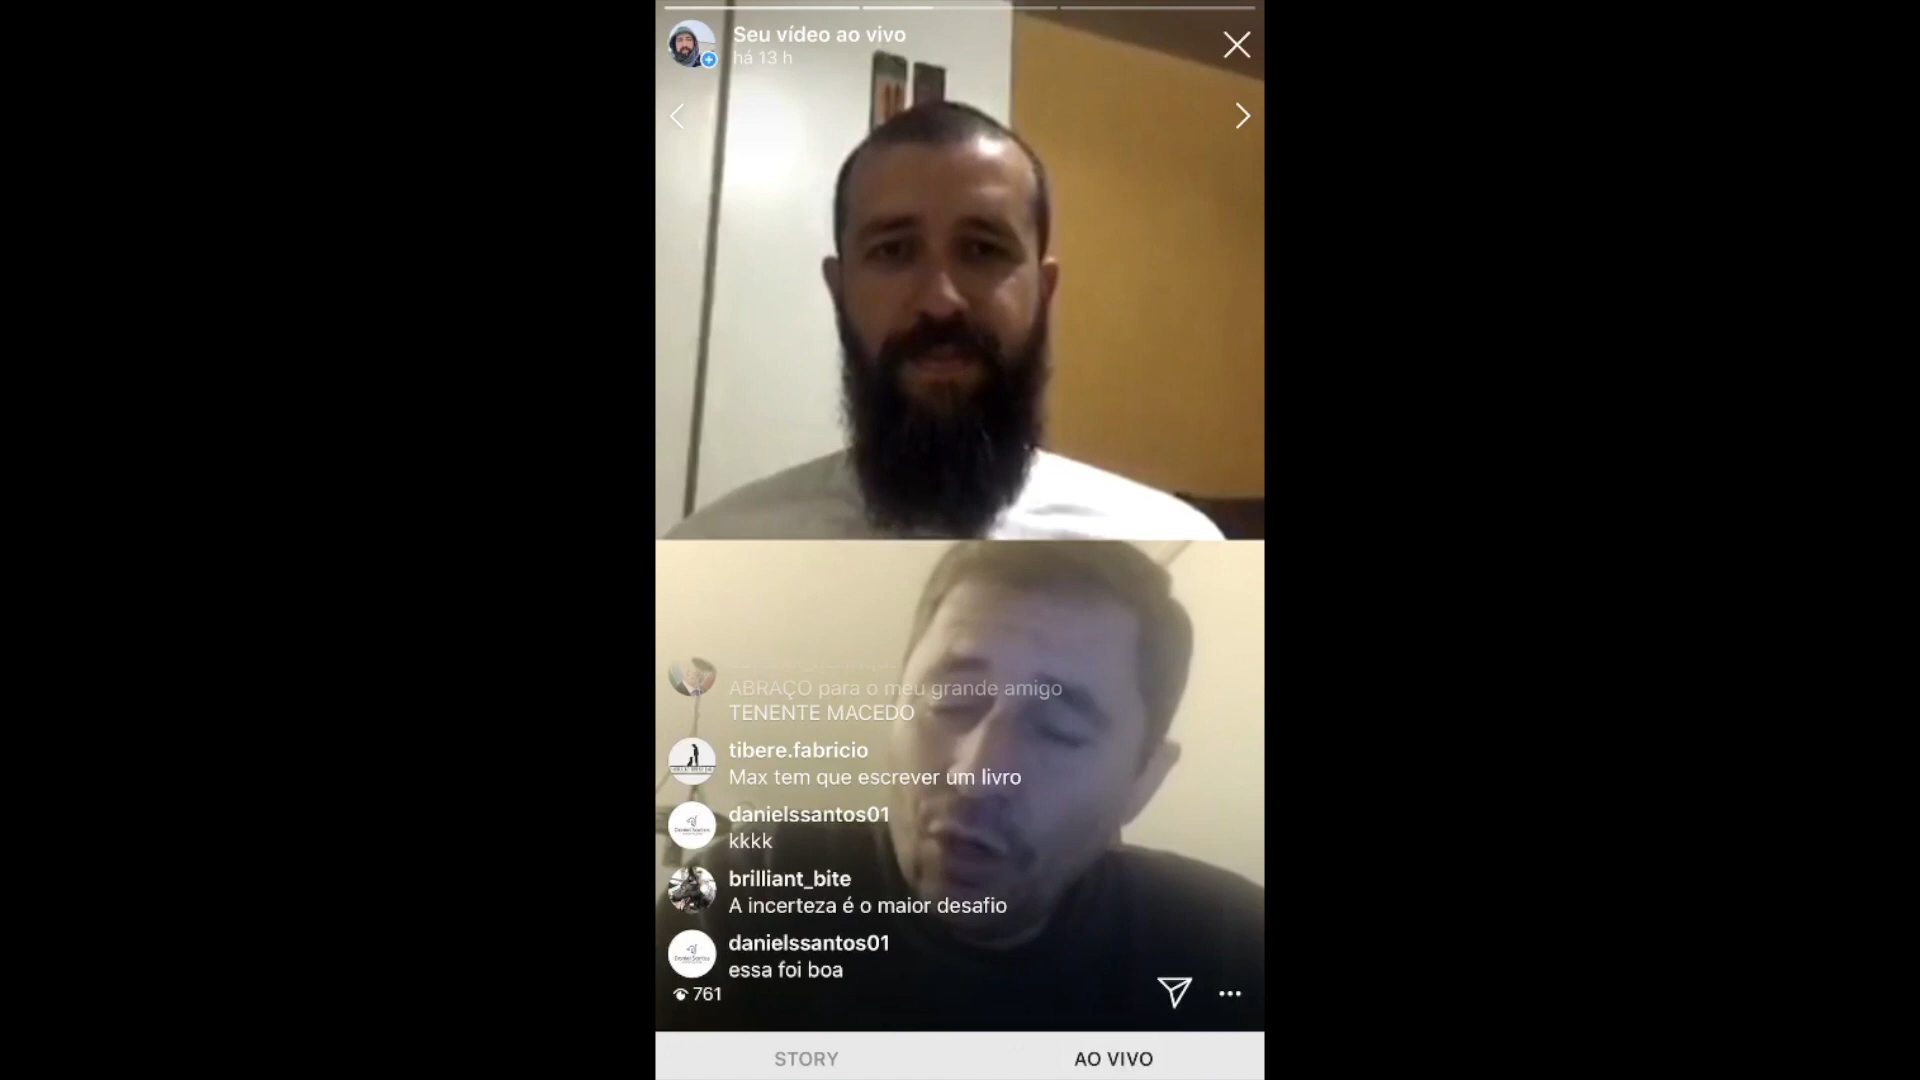 Seu vídeo ao vivo
há 13 h
ABRAÇO para o meu grande amigo
TENENTE MACEDO
tibere.fabricio
Max tem que escrever um livro
danielssantos01
kkkk
brilliant_bite
A incerteza é o maior desafio
danielssantos01
essa foi boa
761
STORY
AO VIVO